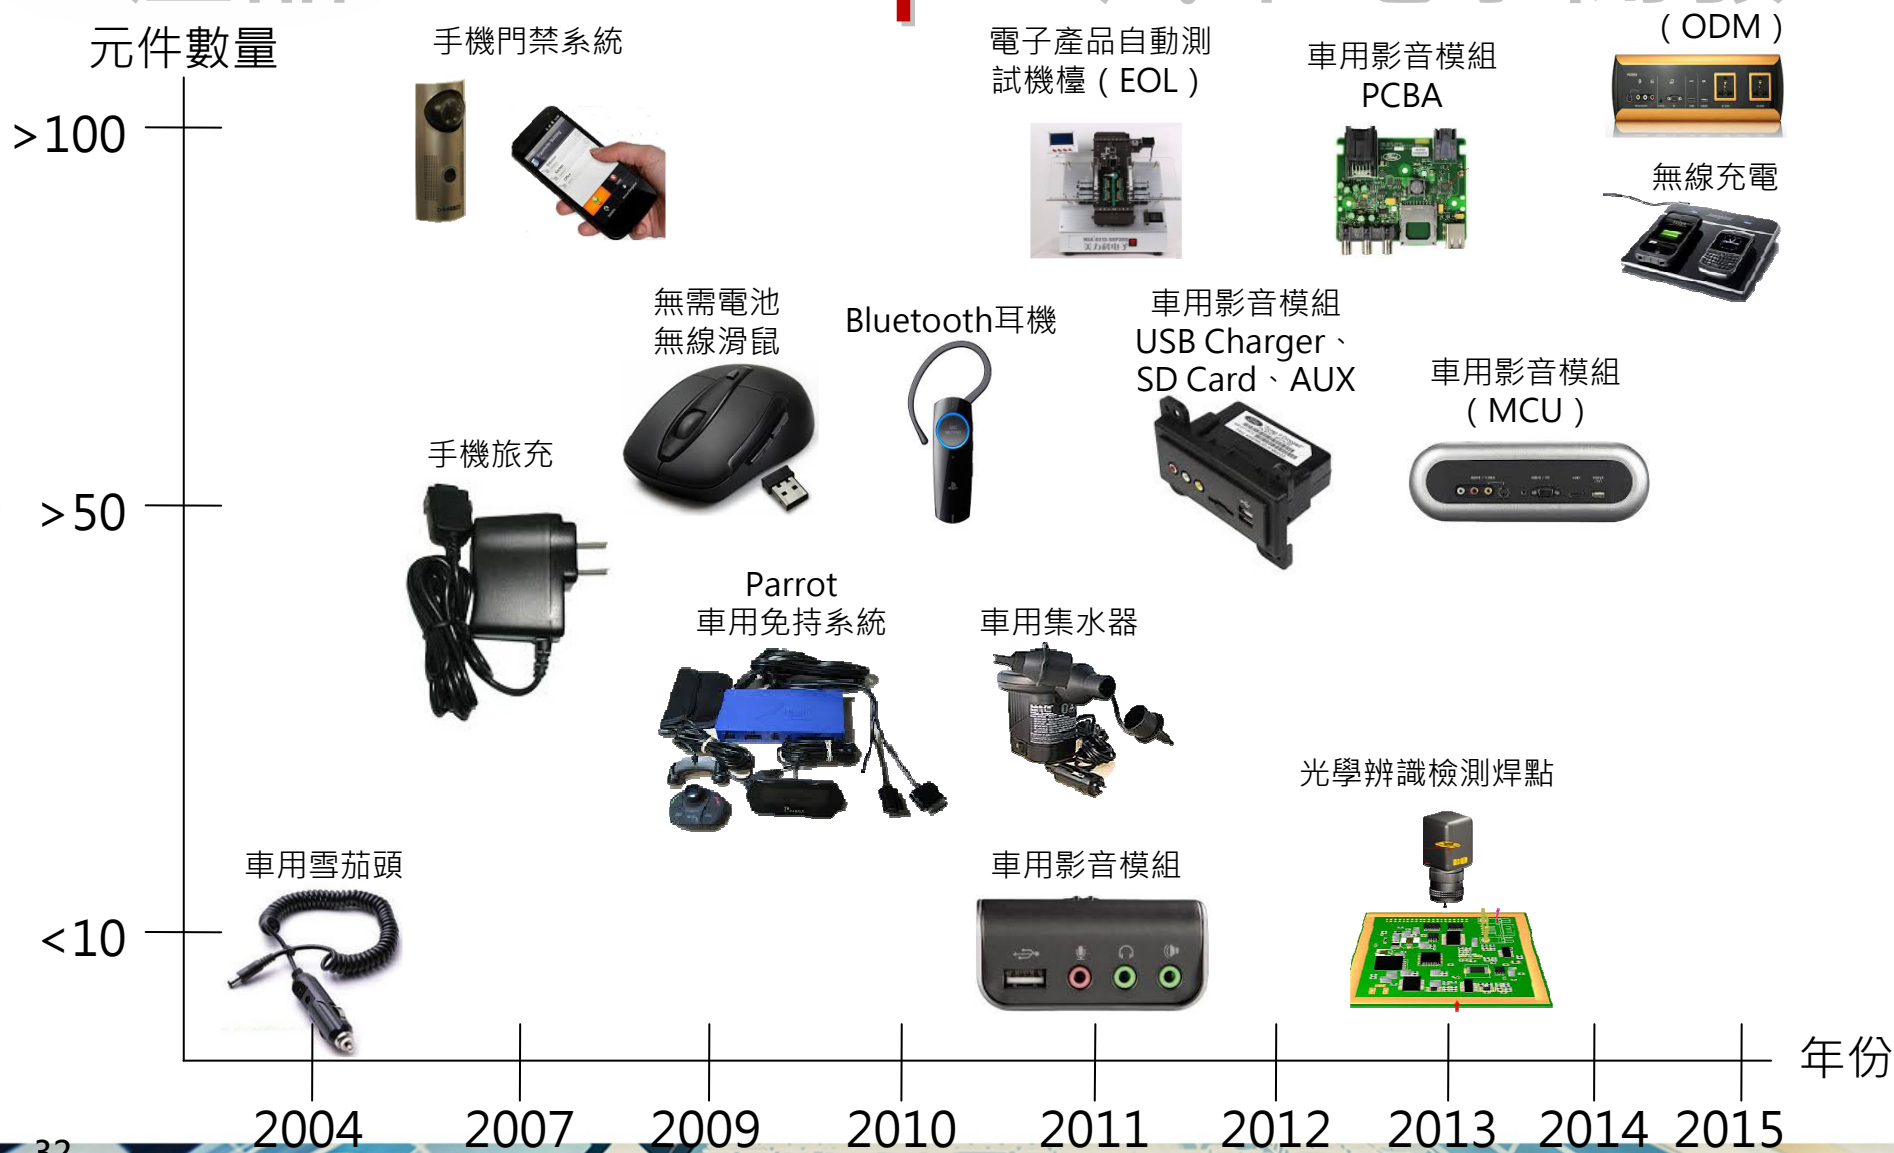 （ODM）
元件數量
手機門禁系統
電子產品自動測
試機檯（EOL）
車用影音模組
PCBA
>100
無線充電
無需電池
無線滑鼠
Bluetooth耳機
車用影音模組
USB Charger、
SD Card、AUX
車用影音模組
（MCU）
手機旅充
>50
Parrot
車用免持系統
車用集水器
光學辨識檢測焊點
車用雪茄頭
車用影音模組
<10
年份
2004
2007
2009
2010
2011
2012
2013
2014
2015
32